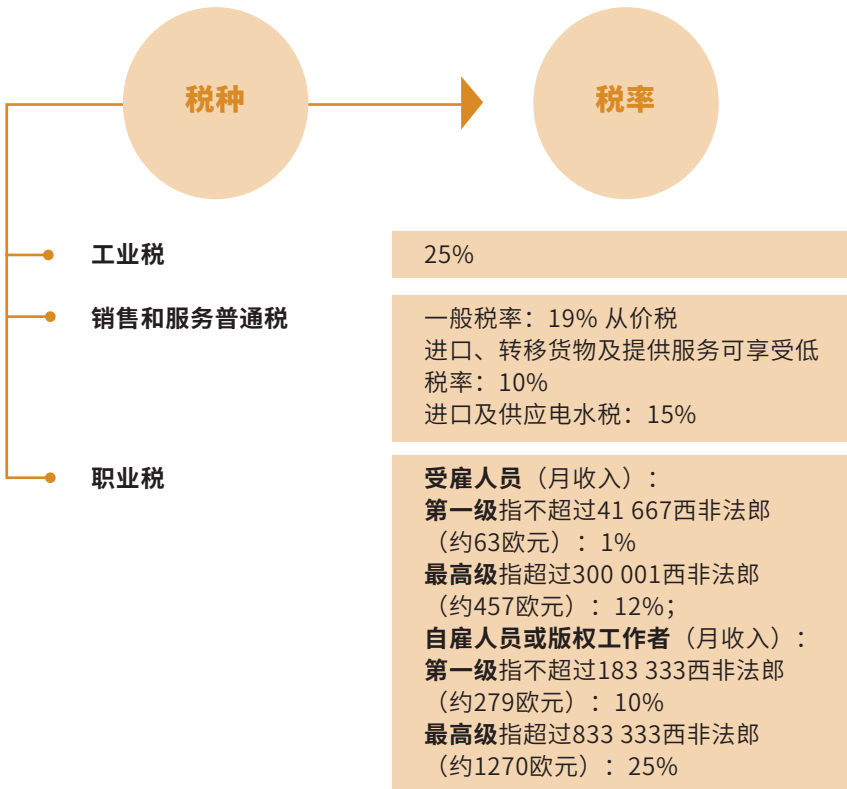 税种
税率
工业税
25%
销售和服务普通税
一般税率：19% 从价税
进口、转移货物及提供服务可享受低
税率：10%
进口及供应电水税：15%
职业税
受雇人员（月收入）：
第一级指不超过41 667西非法郎
（约63欧元）：1%
最高级指超过300 001西非法郎
（约457欧元）：12%；
自雇人员或版权工作者（月收入）：
第一级指不超过183 333西非法郎
（约279欧元）：10%
最高级指超过833 333西非法郎
（约1270欧元）：25%